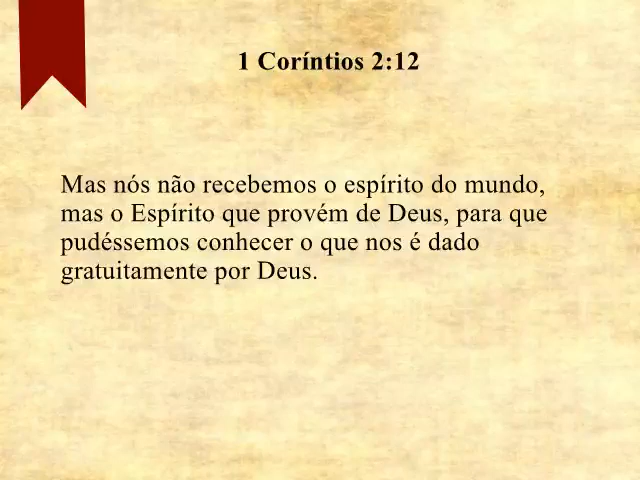 1 Coríntios 2:12
Mas nós não recebemos o espírito do mundo,
mas o Espírito que provém de Deus, para que
pudéssemos conhecer o que nos é dado
gratuitamente por Deus.